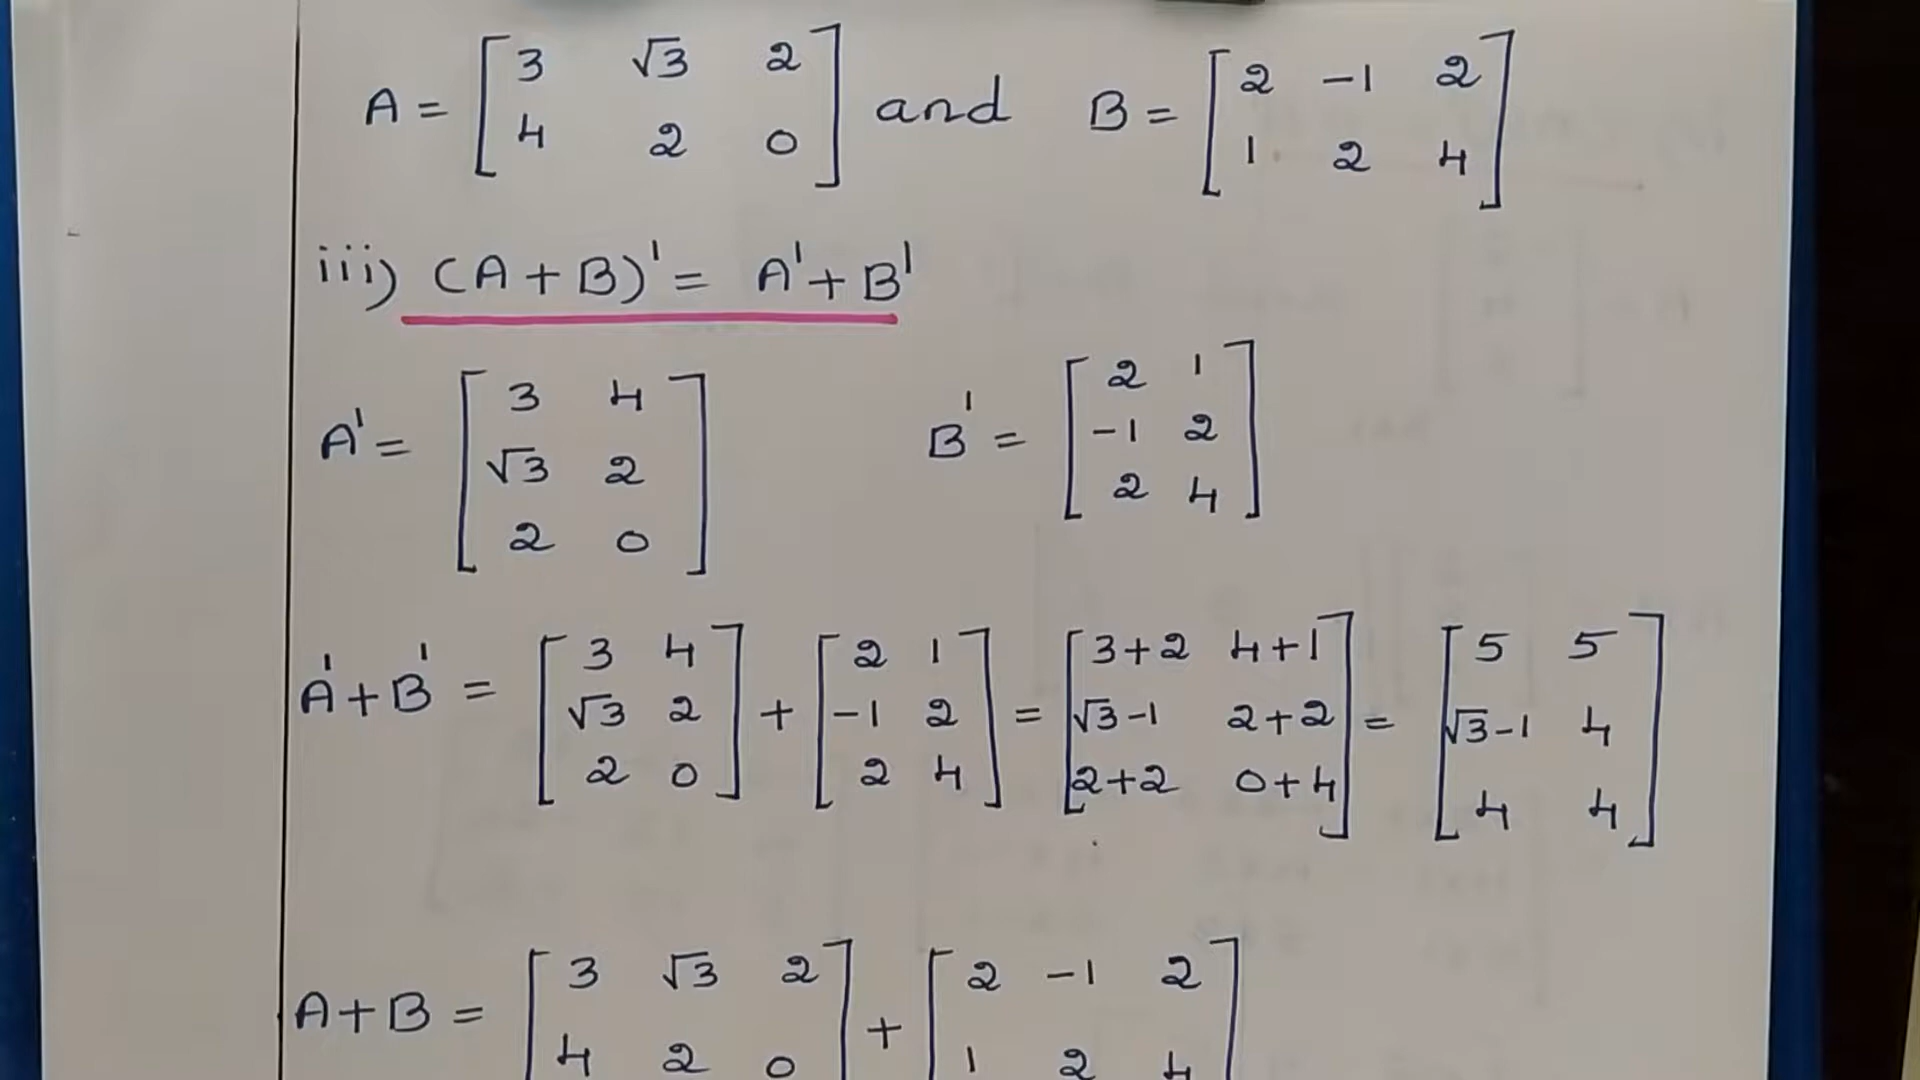 A = [ 3 √3 2 ] and B = [ 2 -1 2 ]
[ 4 2 0 ] [ 1 2 4 ]
iii) (A + B)' = A' + B'
A' = [ 3 4 ] B' = [ 2 1 ]
[ √3 2 ] [ -1 2 ]
[ 2 0 ] [ 2 4 ]
A' + B' = [ 3 4 ] + [ 2 1 ] = [ 3+2 4+1 ] = [ 5 5 ]
[ √3 2 ] [ -1 2 ] [ √3-1 2+2 ] [ √3-1 4 ]
[ 2 0 ] [ 2 4 ] [ 2+2 0+4 ] [ 4 4 ]
A + B = [ 3 √3 2 ] + [ 2 -1 2 ]
[ 4 2 0 ] [ 1 2 4 ]